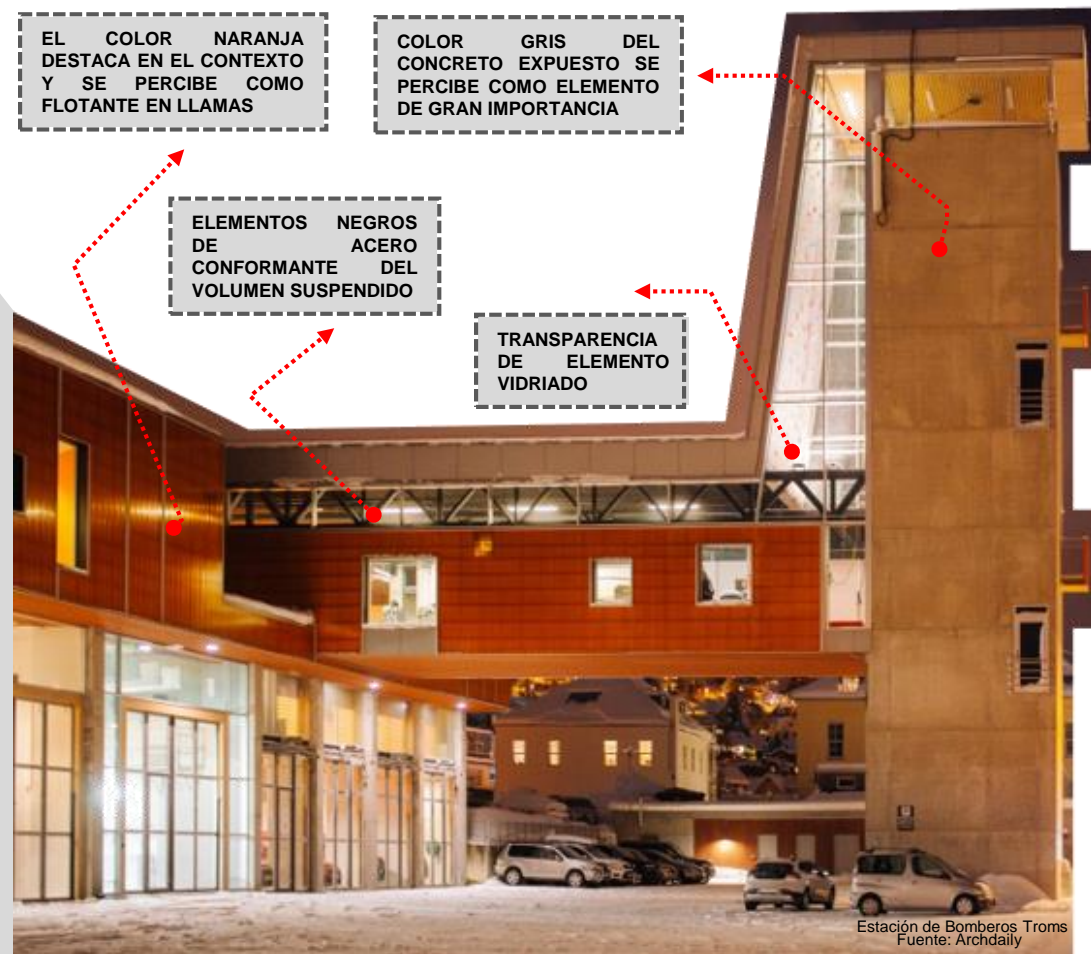 EL COLOR NARANJA
DESTACA EN EL CONTEXTO
Y SE PERCIBE COMO
FLOTANTE EN LLAMAS
COLOR GRIS DEL
CONCRETO EXPUESTO SE
PERCIBE COMO ELEMENTO
DE GRAN IMPORTANCIA
ELEMENTOS NEGROS
DE ACERO
CONFORMANTE DEL
VOLUMEN SUSPENDIDO
TRANSPARENCIA
DE ELEMENTO
VIDRIADO
Estación de Bomberos Troms
Fuente: Archdaily